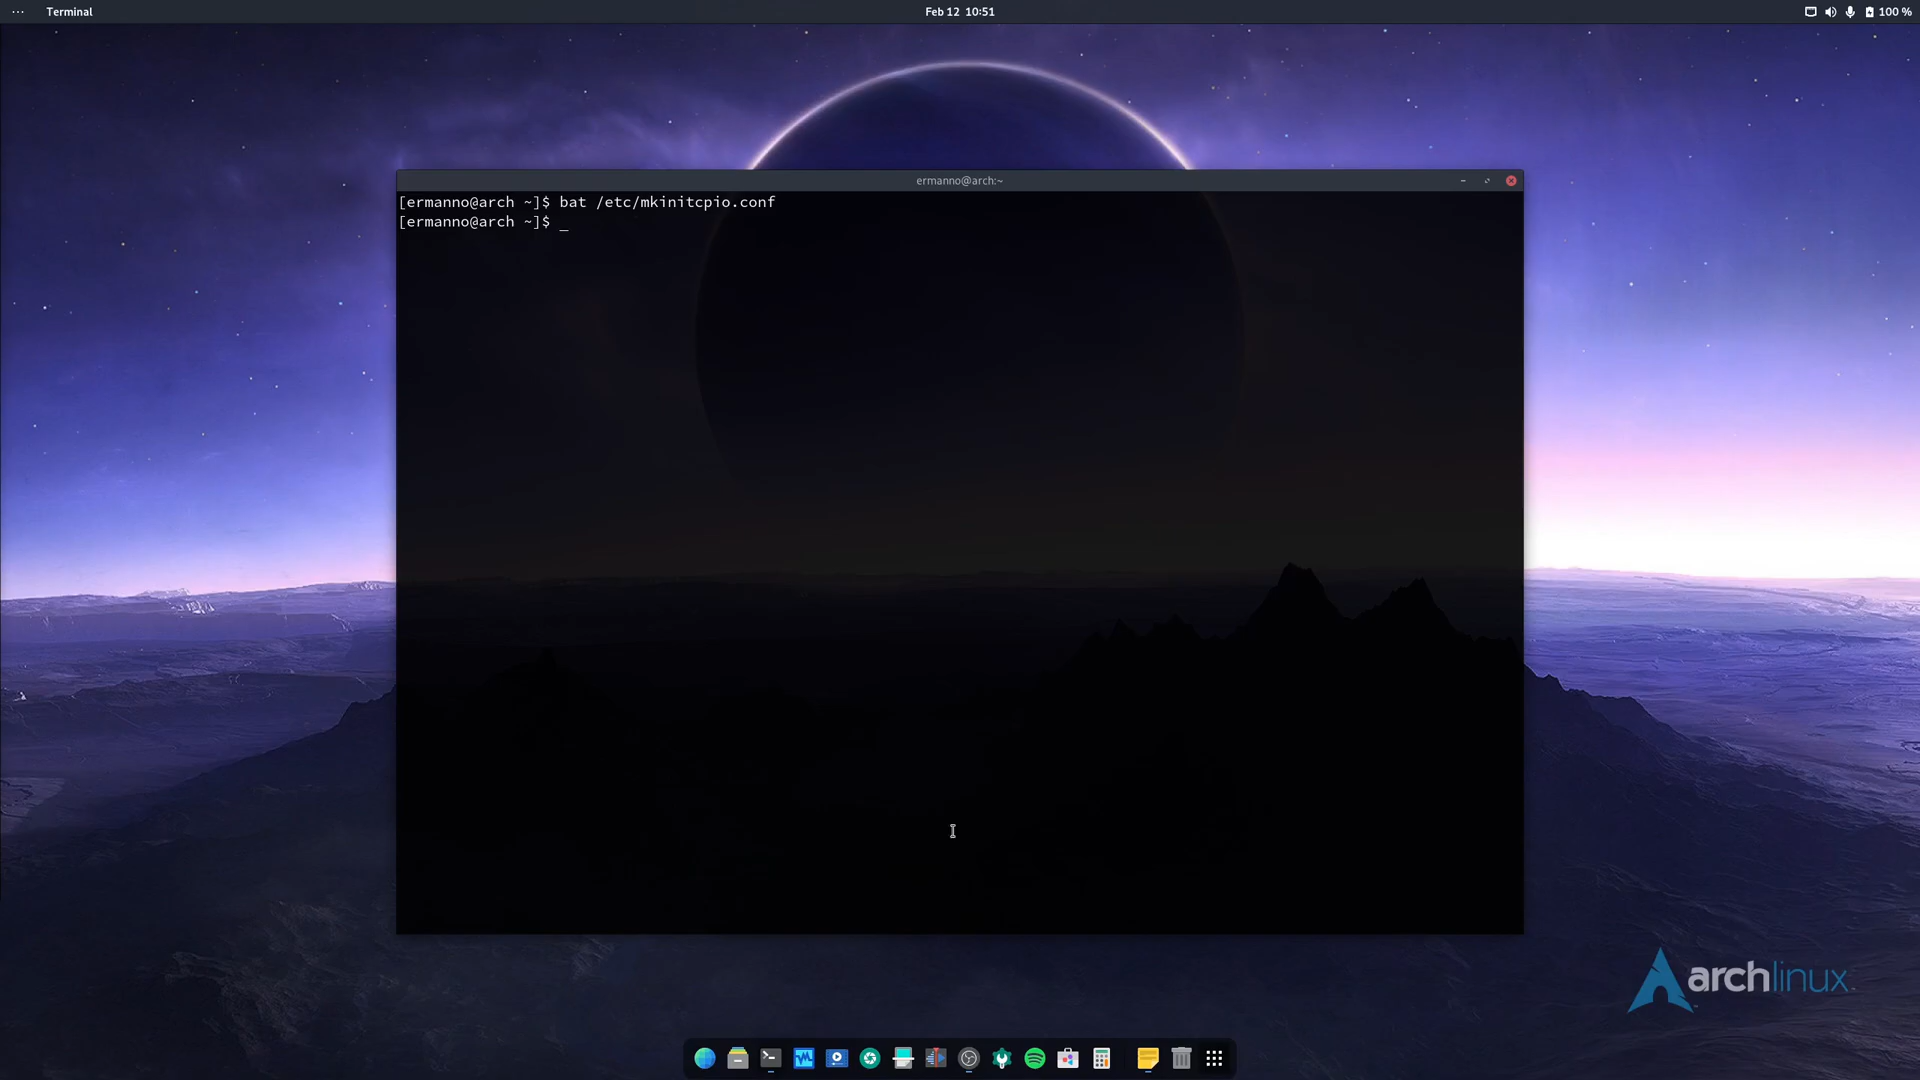 Terminal
Feb 12 10:51
100 %
ermanno@arch:~
[ermanno@arch ~]$ bat /etc/mkinitcpio.conf
[ermanno@arch ~]$ _
archlinux